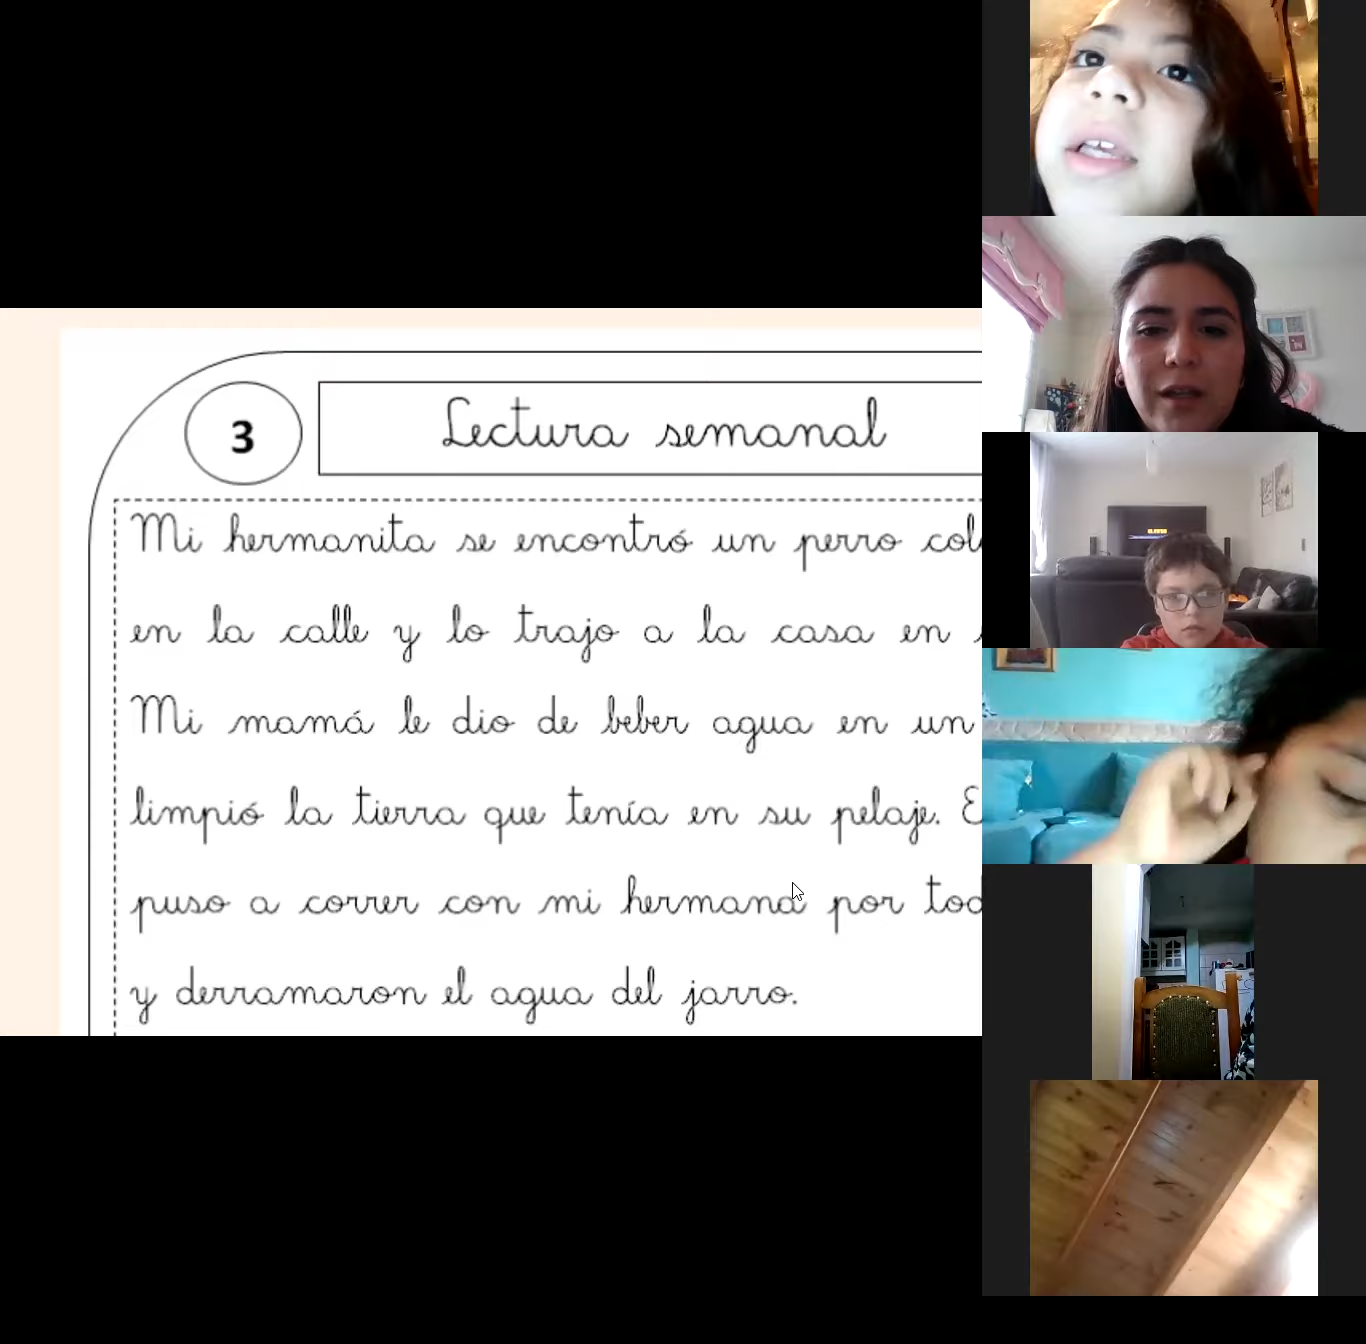 3
Lectura semanal
Mi hermanita se encontró un perro
en la calle y lo trajo a la casa en
Mi mamá le dio de beber agua en un
limpió la tierra que tenía en su pelaje.
puso a correr con mi hermana por
y derramaron el agua del jarro.